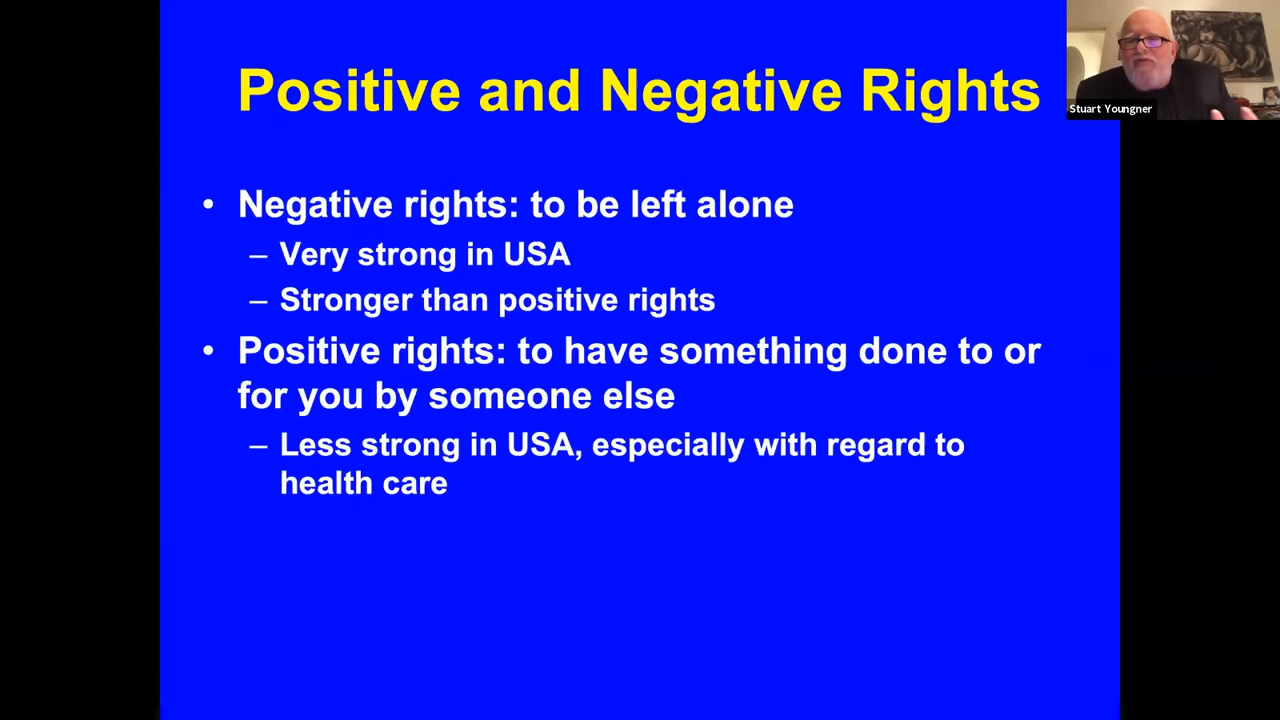 Positive and Negative Rights
Stuart Youngner
• Negative rights: to be left alone
– Very strong in USA
– Stronger than positive rights
• Positive rights: to have something done to or
for you by someone else
– Less strong in USA, especially with regard to
health care